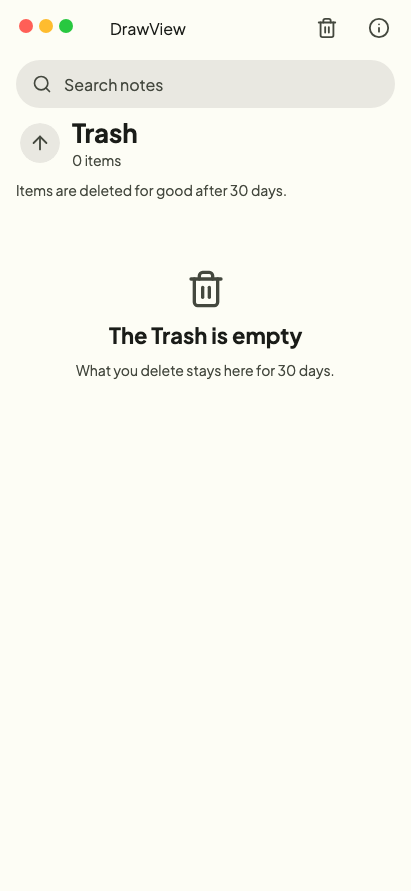 DrawView
Search notes
Trash
0 items
Items are deleted for good after 30 days.
The Trash is empty
What you delete stays here for 30 days.